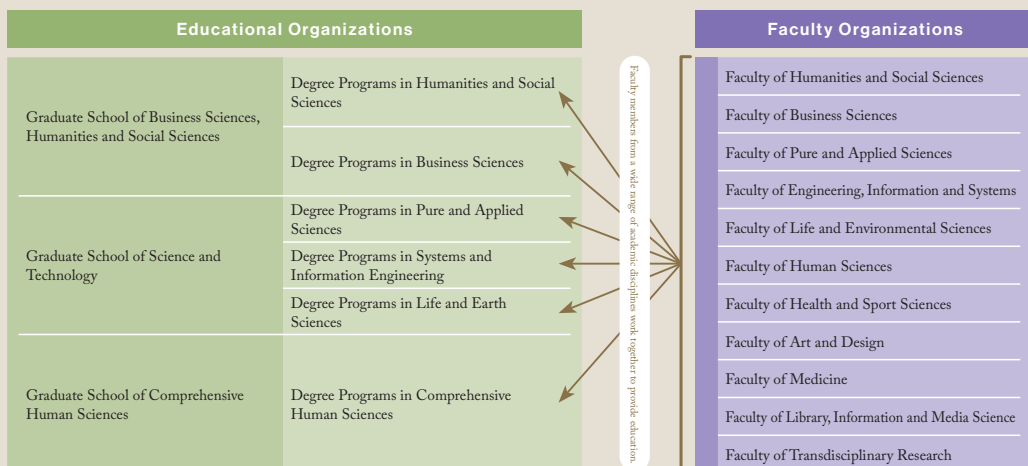 Educational Organizations
Graduate School of Business Sciences,
Humanities and Social Sciences
Degree Programs in Humanities and Social
Sciences
Degree Programs in Business Sciences
Graduate School of Science and
Technology
Degree Programs in Pure and Applied
Sciences
Degree Programs in Systems and
Information Engineering
Degree Programs in Life and Earth
Sciences
Graduate School of Comprehensive
Human Sciences
Degree Programs in Comprehensive
Human Sciences
Faculty members from a wide range of academic disciplines work together to provide education.
Faculty Organizations
Faculty of Humanities and Social Sciences
Faculty of Business Sciences
Faculty of Pure and Applied Sciences
Faculty of Engineering, Information and Systems
Faculty of Life and Environmental Sciences
Faculty of Human Sciences
Faculty of Health and Sport Sciences
Faculty of Art and Design
Faculty of Medicine
Faculty of Library, Information and Media Science
Faculty of Transdisciplinary Research